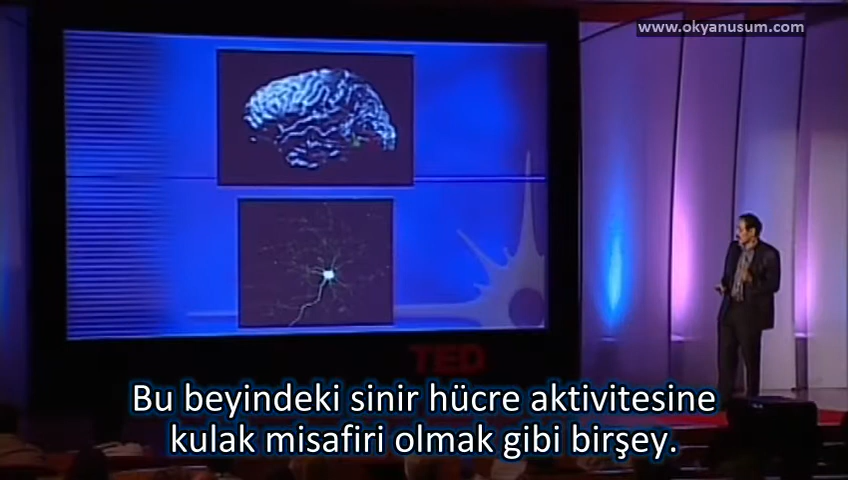 www.okyanusum.com
TED
Bu beyindeki sinir hücre aktivitesine
kulak misafiri olmak gibi birşey.